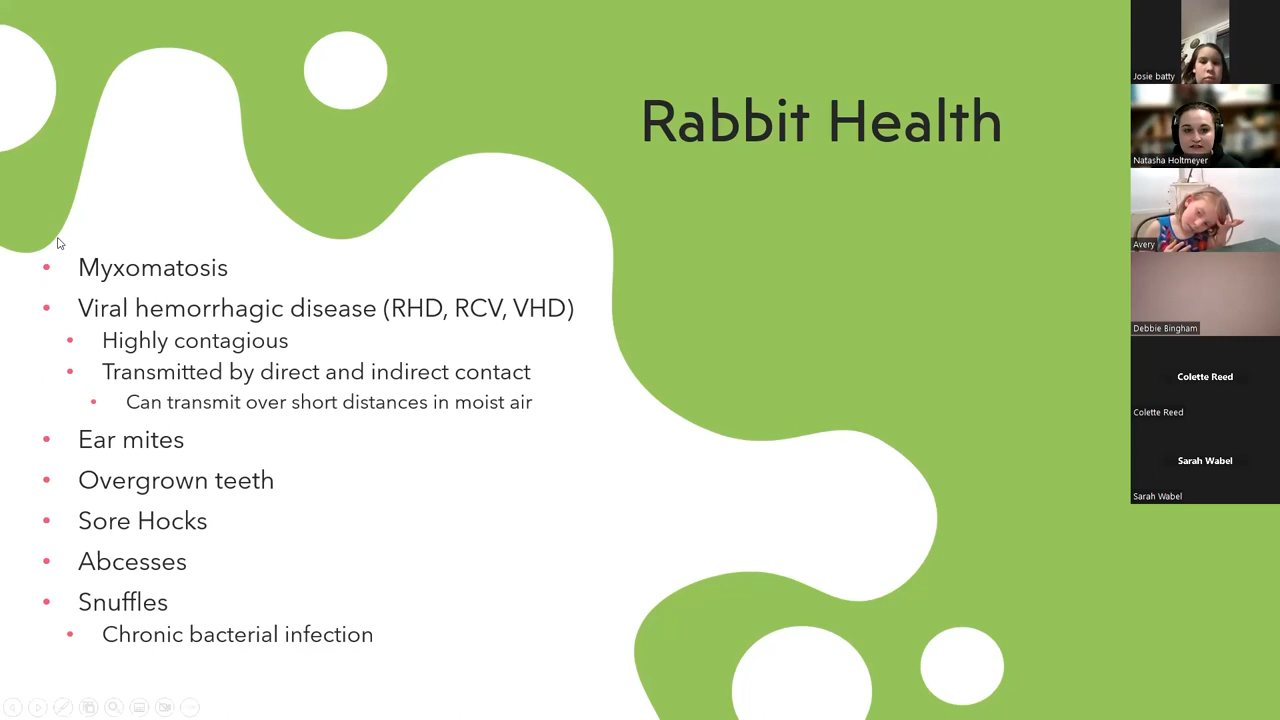 Rabbit Health
Myxomatosis
Viral hemorrhagic disease (RHD, RCV, VHD)
Highly contagious
Transmitted by direct and indirect contact
Can transmit over short distances in moist air
Ear mites
Overgrown teeth
Sore Hocks
Abcesses
Snuffles
Chronic bacterial infection
Josie batty
Natasha Holtmeyer
Avery
Debbie Bingham
Colette Reed
Colette Reed
Sarah Wabel
Sarah Wabel